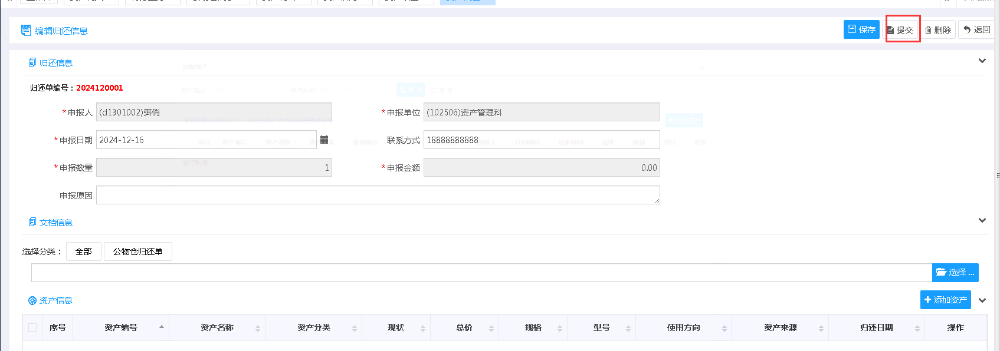 编辑归还信息
保存 提交 删除 返回
归还信息
归还单编号：2024120001
*申报人 (d1301002)弭俏 *申报单位 (102506)资产管理科
*申报日期 2024-12-16 联系方式 18888888888
*申报数量 1 *申报金额 0.00
申报原因
文档信息
选择分类： 全部 公物仓归还单
选择 ...
资产信息 添加资产
序号 资产编号 资产名称 资产分类 现状 总价 规格 型号 使用方向 资产来源 归还日期 操作